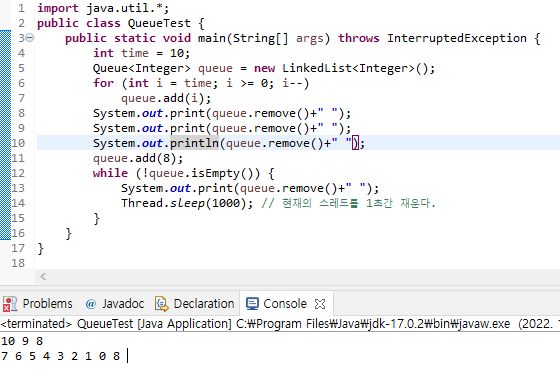 1 import java.util.*;
2 public class QueueTest {
3 public static void main(String[] args) throws InterruptedException {
4 int time = 10;
5 Queue<Integer> queue = new LinkedList<Integer>();
6 for (int i = time; i >= 0; i--)
7 queue.add(i);
8 System.out.print(queue.remove()+" ");
9 System.out.print(queue.remove()+" ");
10 System.out.println(queue.remove()+" ");
11 queue.add(8);
12 while (!queue.isEmpty()) {
13 System.out.print(queue.remove()+" ");
14 Thread.sleep(1000); // 현재의 스레드를 1초간 재운다.
15 }
16 }
17 }
18
Problems @ Javadoc Declaration Console
<terminated> QueueTest [Java Application] C:₩Program Files₩Java₩jdk-17.0.2₩bin₩javaw.exe (2022.
10 9 8
7 6 5 4 3 2 1 0 8